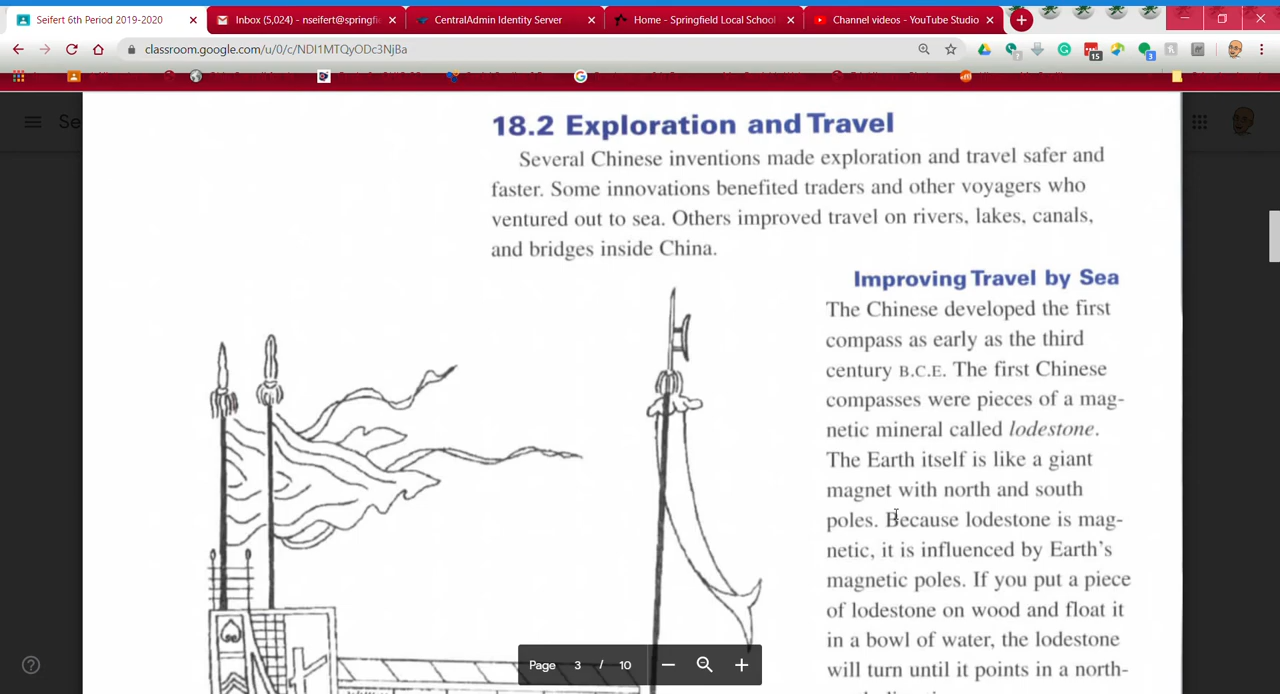 Seifert 6th Period 2019-2020
Inbox (5,024) - nseifert@springfi
CentralAdmin Identity Server
Home - Springfield Local School
Channel videos - YouTube Studio
classroom.google.com/u/0/c/NDI1MTQyODc3NjBa
15
3
Se
18.2 Exploration and Travel
Several Chinese inventions made exploration and travel safer and
faster. Some innovations benefited traders and other voyagers who
ventured out to sea. Others improved travel on rivers, lakes, canals,
and bridges inside China.
Improving Travel by Sea
The Chinese developed the first
compass as early as the third
century B.C.E. The first Chinese
compasses were pieces of a mag-
netic mineral called lodestone.
The Earth itself is like a giant
magnet with north and south
poles. Because lodestone is mag-
netic, it is influenced by Earth's
magnetic poles. If you put a piece
of lodestone on wood and float it
in a bowl of water, the lodestone
will turn until it points in a north-
Page 3 / 10